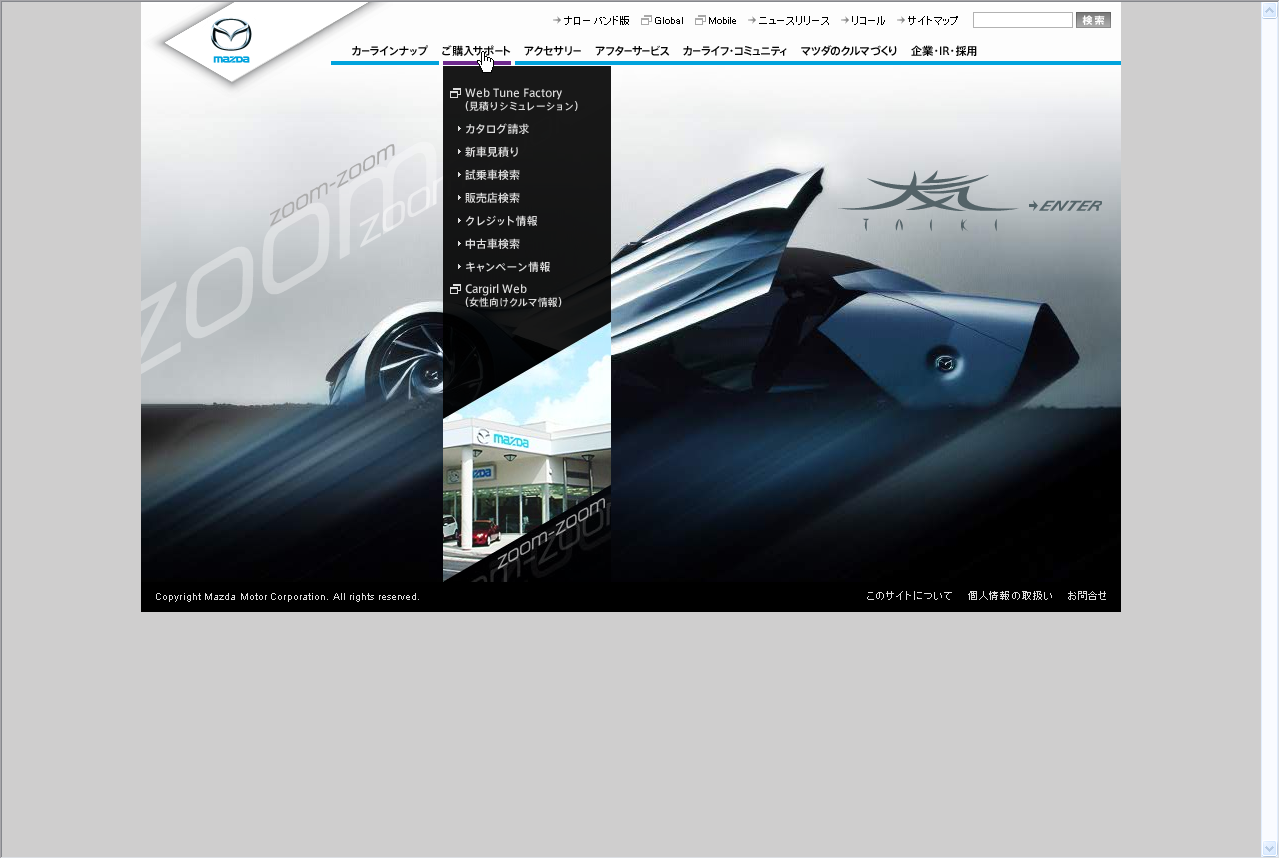 mazda
ナローバンド版 Global Mobile ニュースリリース リコール サイトマップ 検索
カーラインナップ ご購入サポート アクセサリー アフターサービス カーライフ・コミュニティ マツダのクルマづくり 企業・IR・採用
Web Tune Factory
(見積りシミュレーション)
カタログ請求
新車見積り
試乗車検索
販売店検索
クレジット情報
中古車検索
キャンペーン情報
Cargirl Web
(女性向けクルマ情報)
zoom-zoom
zoom
zoom
大気
TAIKI
ENTER
mazda
mazda
zoom-zoom
Copyright Mazda Motor Corporation. All rights reserved.
このサイトについて 個人情報の取扱い お問合せ